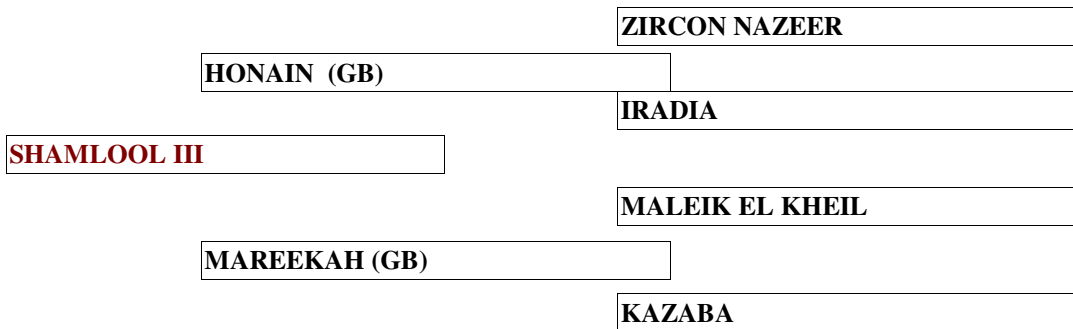 ZIRCON NAZEER
HONAIN (GB)
IRADIA
SHAMLOOL III
MALEIK EL KHEIL
MAREEKAH (GB)
KAZABA